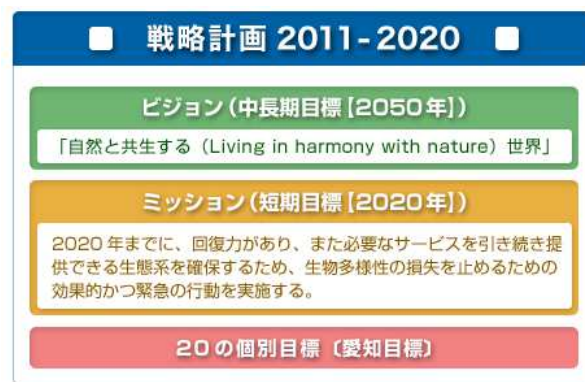 戦略計画 2011-2020
ビジョン(中長期目標【2050年】)
「自然と共生する(Living in harmony with nature)世界」
ミッション(短期目標【2020年】)
2020年までに、回復力があり、また必要なサービスを引き続き提
供できる生態系を確保するため、生物多様性の損失を止めるための
効果的かつ緊急の行動を実施する。
20の個別目標〔愛知目標〕